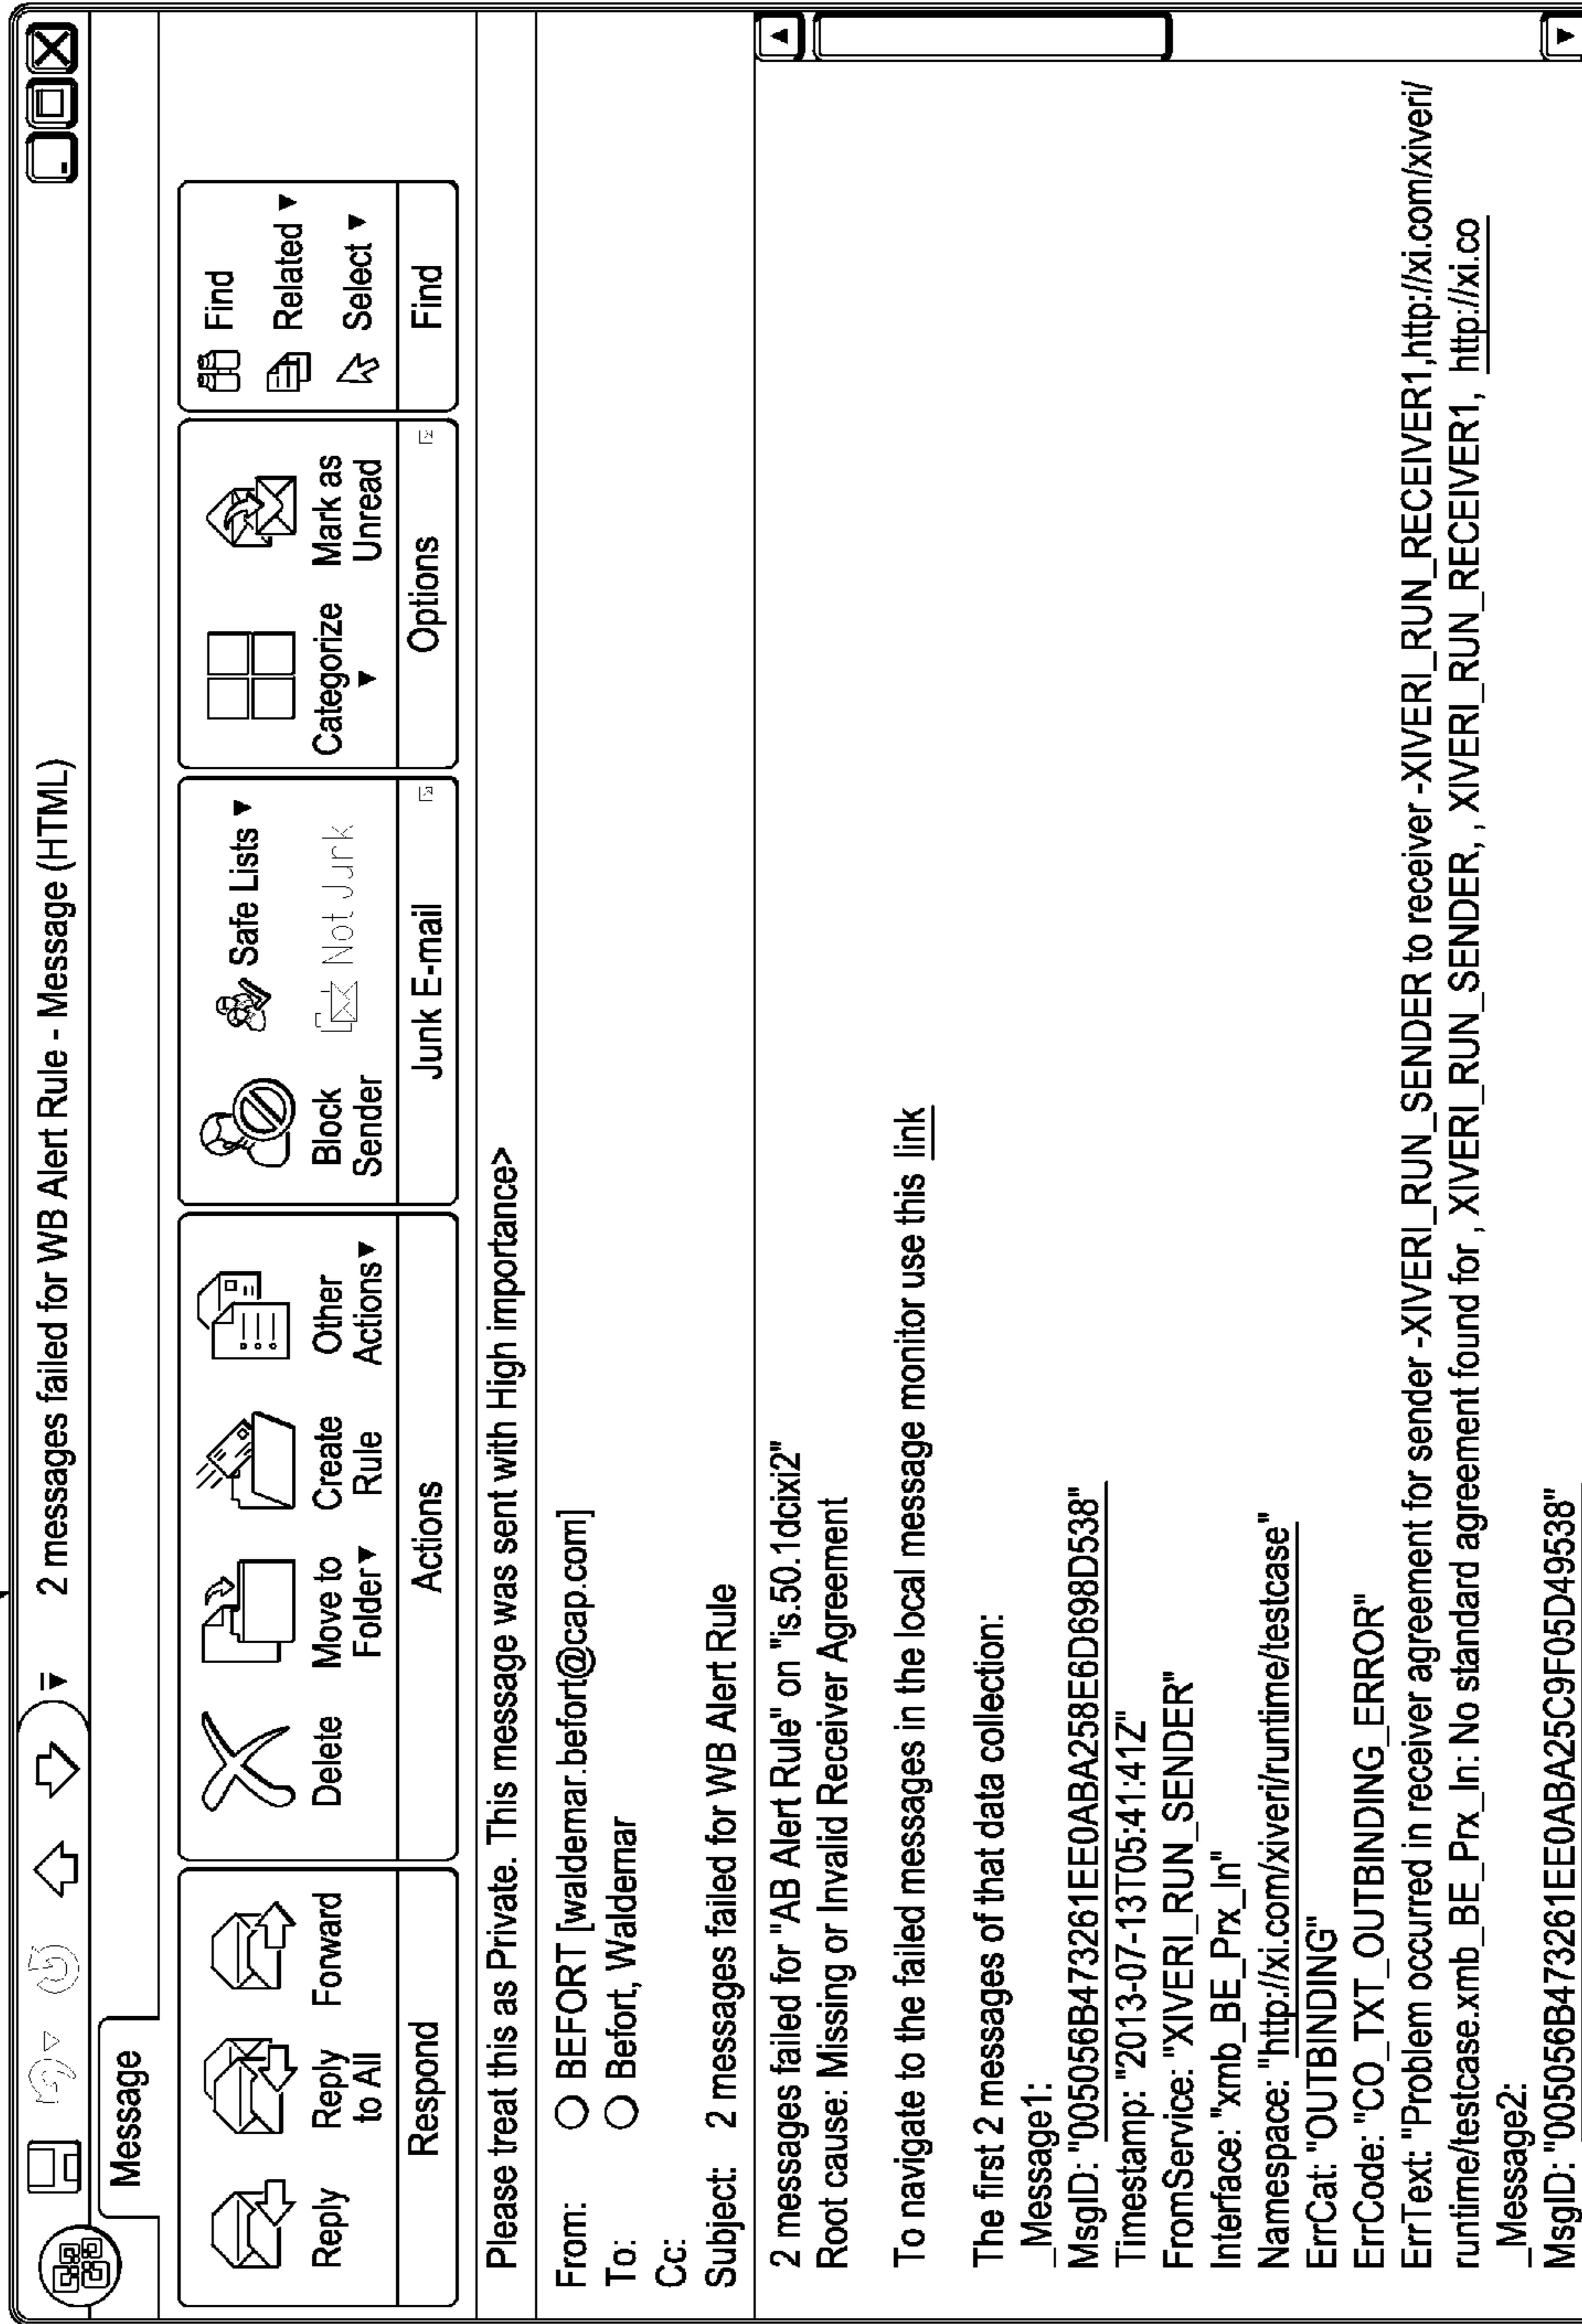 2 messages failed for WB Alert Rule - Message (HTML)
Message
Reply
Reply to All
Forward
Respond
Delete
Move to Folder
Create Rule
Other Actions
Actions
Block Sender
Safe Lists
Not Junk
Junk E-mail
Categorize
Mark as Unread
Options
Find
Related
Select
Find
Please treat this as Private. This message was sent with High importance>
From: BEFORT [waldemar.befort@cap.com]
To: Befort, Waldemar
Cc:
Subject: 2 messages failed for WB Alert Rule
2 messages failed for "AB Alert Rule" on "is.50.1dcixi2"
Root cause: Missing or Invalid Receiver Agreement
To navigate to the failed messages in the local message monitor use this link
The first 2 messages of that data collection:
_Message1:
MsgID: "005056B473261EE0ABA258E6D698D538"
Timestamp: "2013-07-13T05:41:41Z"
FromService: "XIVERI_RUN_SENDER"
Interface: "xmb_BE_Prx_In"
Namespace: "http://xi.com/xiveri/runtime/testcase"
ErrCat: "OUTBINDING"
ErrCode: "CO_TXT_OUTBINDING_ERROR"
ErrText: "Problem occurred in receiver agreement for sender -XIVERI_RUN_SENDER to receiver -XIVERI_RUN_RECEIVER1,http://xi.com/xiveri/
runtime/testcase.xmb_BE_Prx_In: No standard agreement found for , XIVERI_RUN_SENDER, , XIVERI_RUN_RECEIVER1, http://xi.co
_Message2:
MsgID: "005056B473261EE0ABA25C9F05D49538"